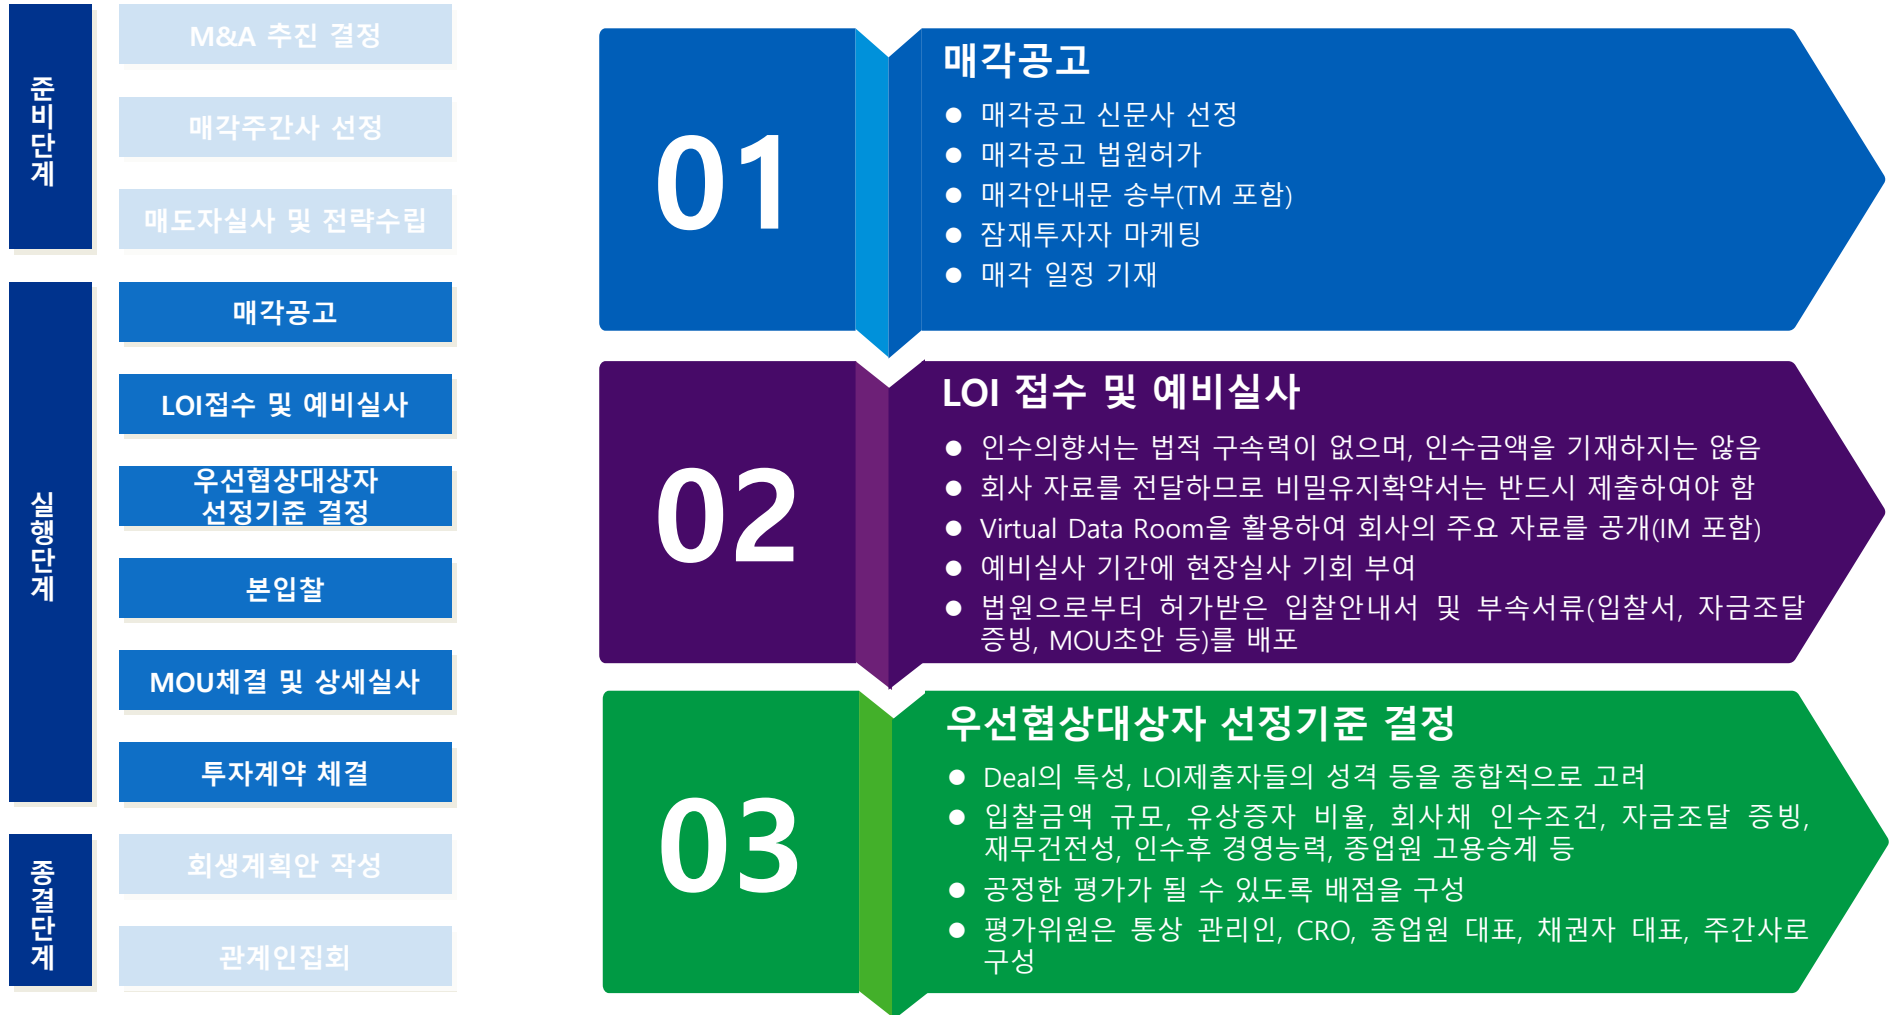 준비단계
M&A 추진 결정
매각주간사 선정
매도자실사 및 전략수립
실행단계
매각공고
LOI접수 및 예비실사
우선협상대상자
선정기준 결정
본입찰
MOU체결 및 상세실사
투자계약 체결
종결단계
회생계획안 작성
관계인집회
01
매각공고
● 매각공고 신문사 선정
● 매각공고 법원허가
● 매각안내문 송부(TM 포함)
● 잠재투자자 마케팅
● 매각 일정 기재
02
LOI 접수 및 예비실사
● 인수의향서는 법적 구속력이 없으며, 인수금액을 기재하지는 않음
● 회사 자료를 전달하므로 비밀유지확약서는 반드시 제출하여야 함
● Virtual Data Room을 활용하여 회사의 주요 자료를 공개(IM 포함)
● 예비실사 기간에 현장실사 기회 부여
● 법원으로부터 허가받은 입찰안내서 및 부속서류(입찰서, 자금조달
증빙, MOU초안 등)를 배포
03
우선협상대상자 선정기준 결정
● Deal의 특성, LOI제출자들의 성격 등을 종합적으로 고려
● 입찰금액 규모, 유상증자 비율, 회사채 인수조건, 자금조달 증빙,
재무건전성, 인수후 경영능력, 종업원 고용승계 등
● 공정한 평가가 될 수 있도록 배점을 구성
● 평가위원은 통상 관리인, CRO, 종업원 대표, 채권자 대표, 주간사로
구성